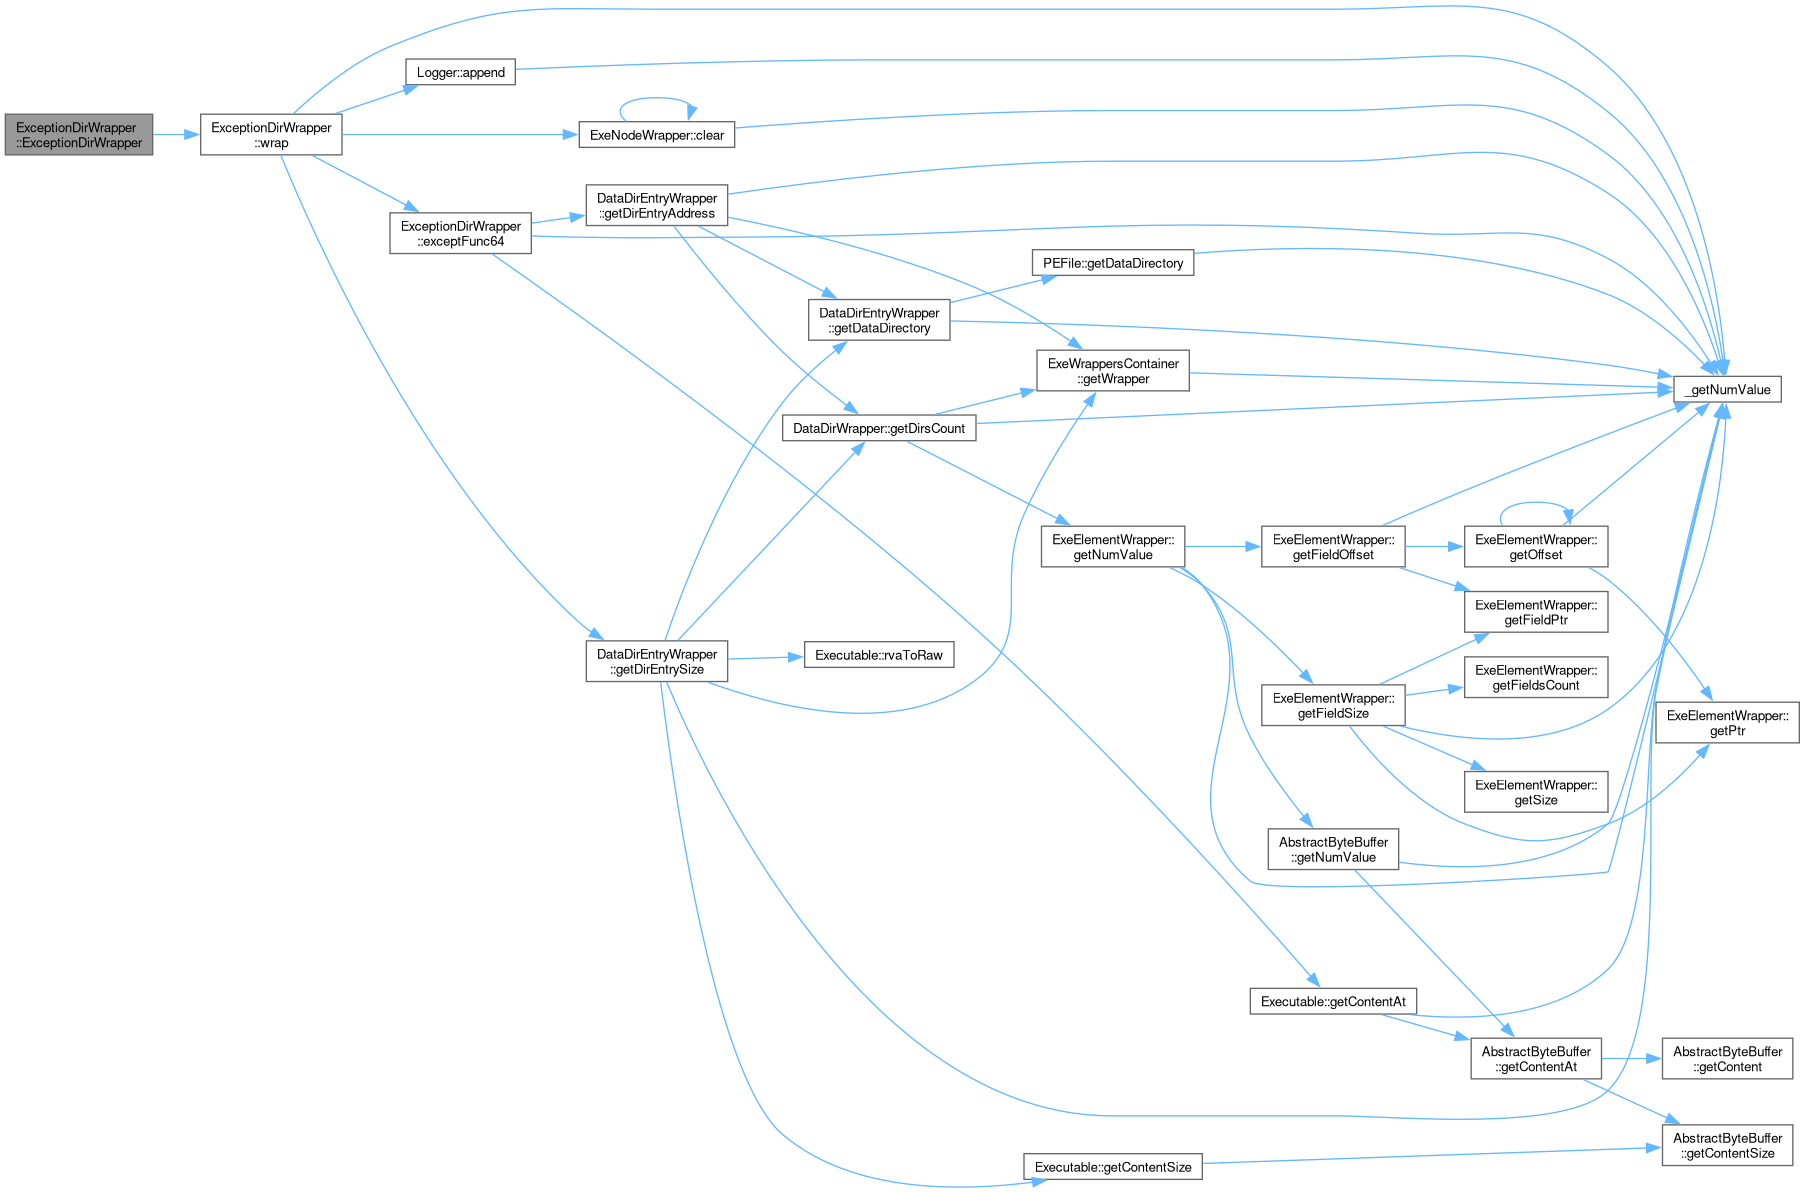 ExceptionDirWrapper
::ExceptionDirWrapper
ExceptionDirWrapper
::wrap
Logger::append
ExeNodeWrapper::clear
ExceptionDirWrapper
::exceptFunc64
DataDirEntryWrapper
::getDirEntryAddress
DataDirEntryWrapper
::getDirEntrySize
DataDirEntryWrapper
::getDataDirectory
DataDirWrapper::getDirsCount
Executable::rvaToRaw
PEFile::getDataDirectory
ExeWrappersContainer
::getWrapper
ExeElementWrapper::
getNumValue
Executable::getContentSize
ExeElementWrapper::
getFieldOffset
ExeElementWrapper::
getFieldSize
AbstractByteBuffer
::getNumValue
Executable::getContentAt
ExeElementWrapper::
getOffset
ExeElementWrapper::
getFieldPtr
ExeElementWrapper::
getFieldsCount
ExeElementWrapper::
getSize
AbstractByteBuffer
::getContentAt
_getNumValue
ExeElementWrapper::
getPtr
AbstractByteBuffer
::getContent
AbstractByteBuffer
::getContentSize